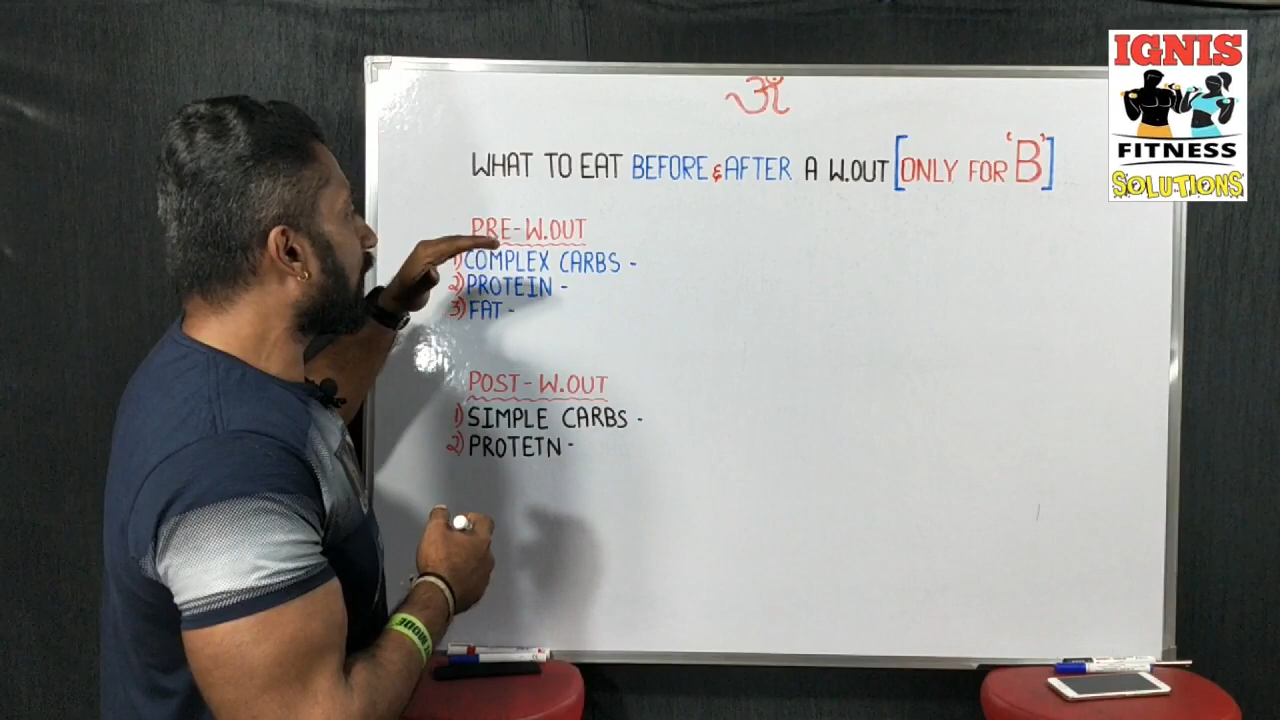 ૐ
WHAT TO EAT BEFORE & AFTER A W.OUT [ONLY FOR 'B']
PRE-W.OUT
1) COMPLEX CARBS -
2) PROTEIN -
3) FAT -
POST-W.OUT
1) SIMPLE CARBS -
2) PROTETN -
IGNIS
FITNESS
SOLUTIONS